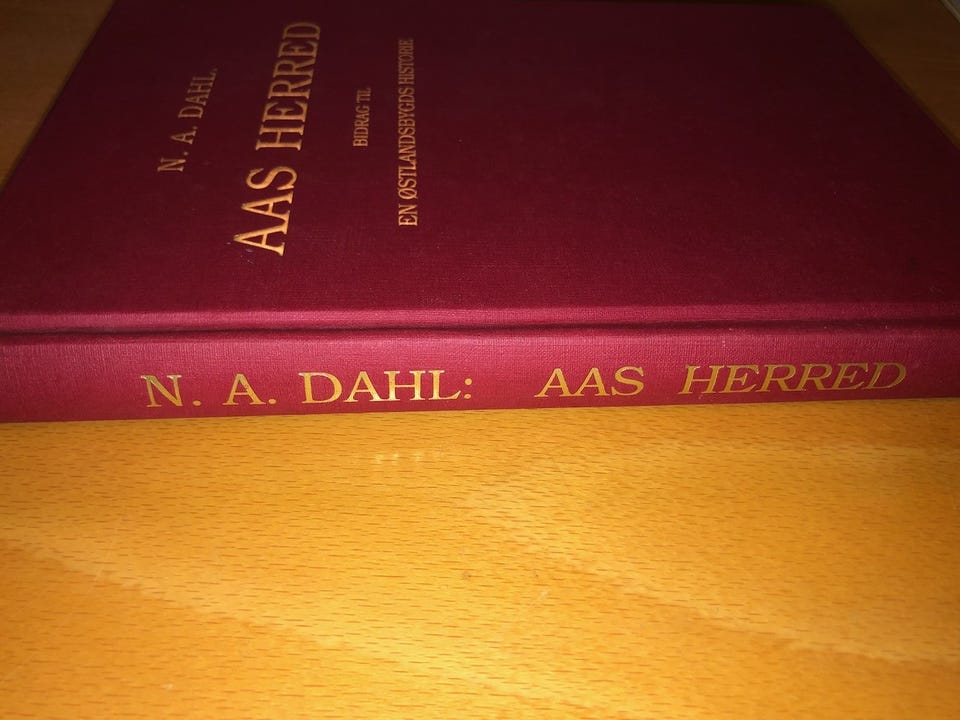 N. A. DAHL.
AAS HERRED
BIDRAG TIL
EN ØSTLANDSBYGDS HISTORIE
N. A. DAHL: AAS HERRED